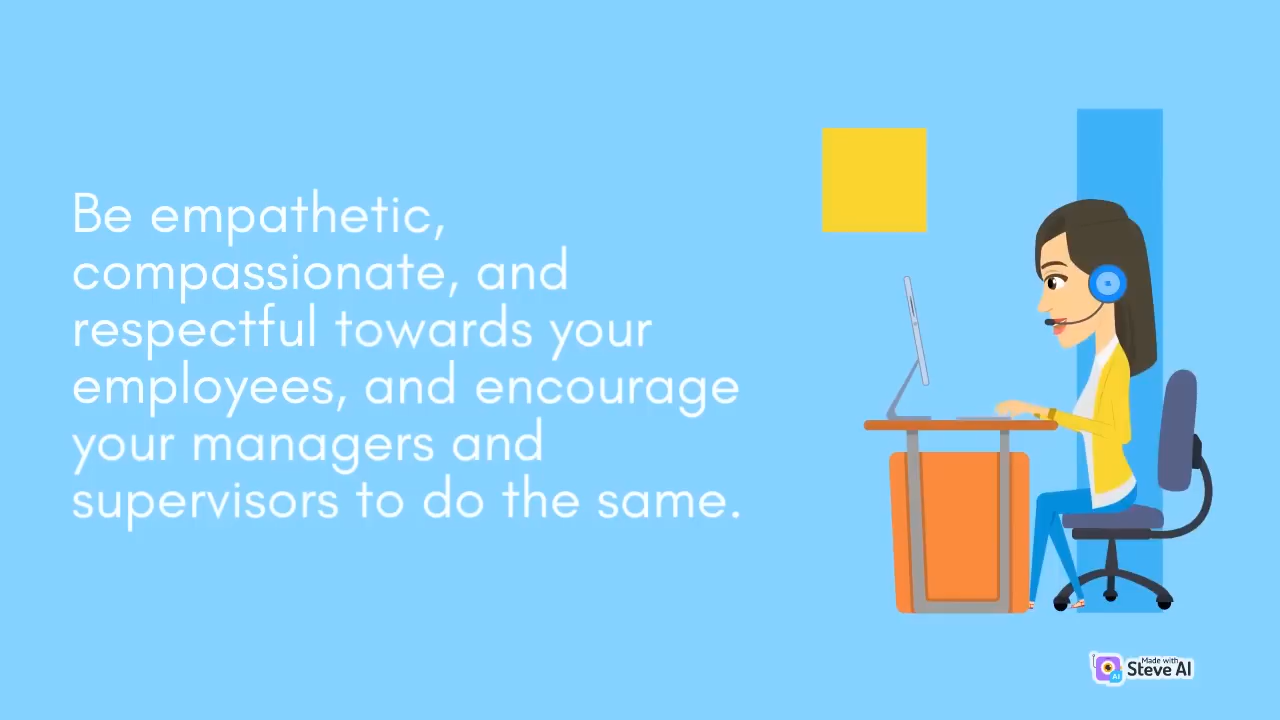 Be empathetic,
compassionate, and
respectful towards your
employees, and encourage
your managers and
supervisors to do the same.
Made with
Steve AI
AI